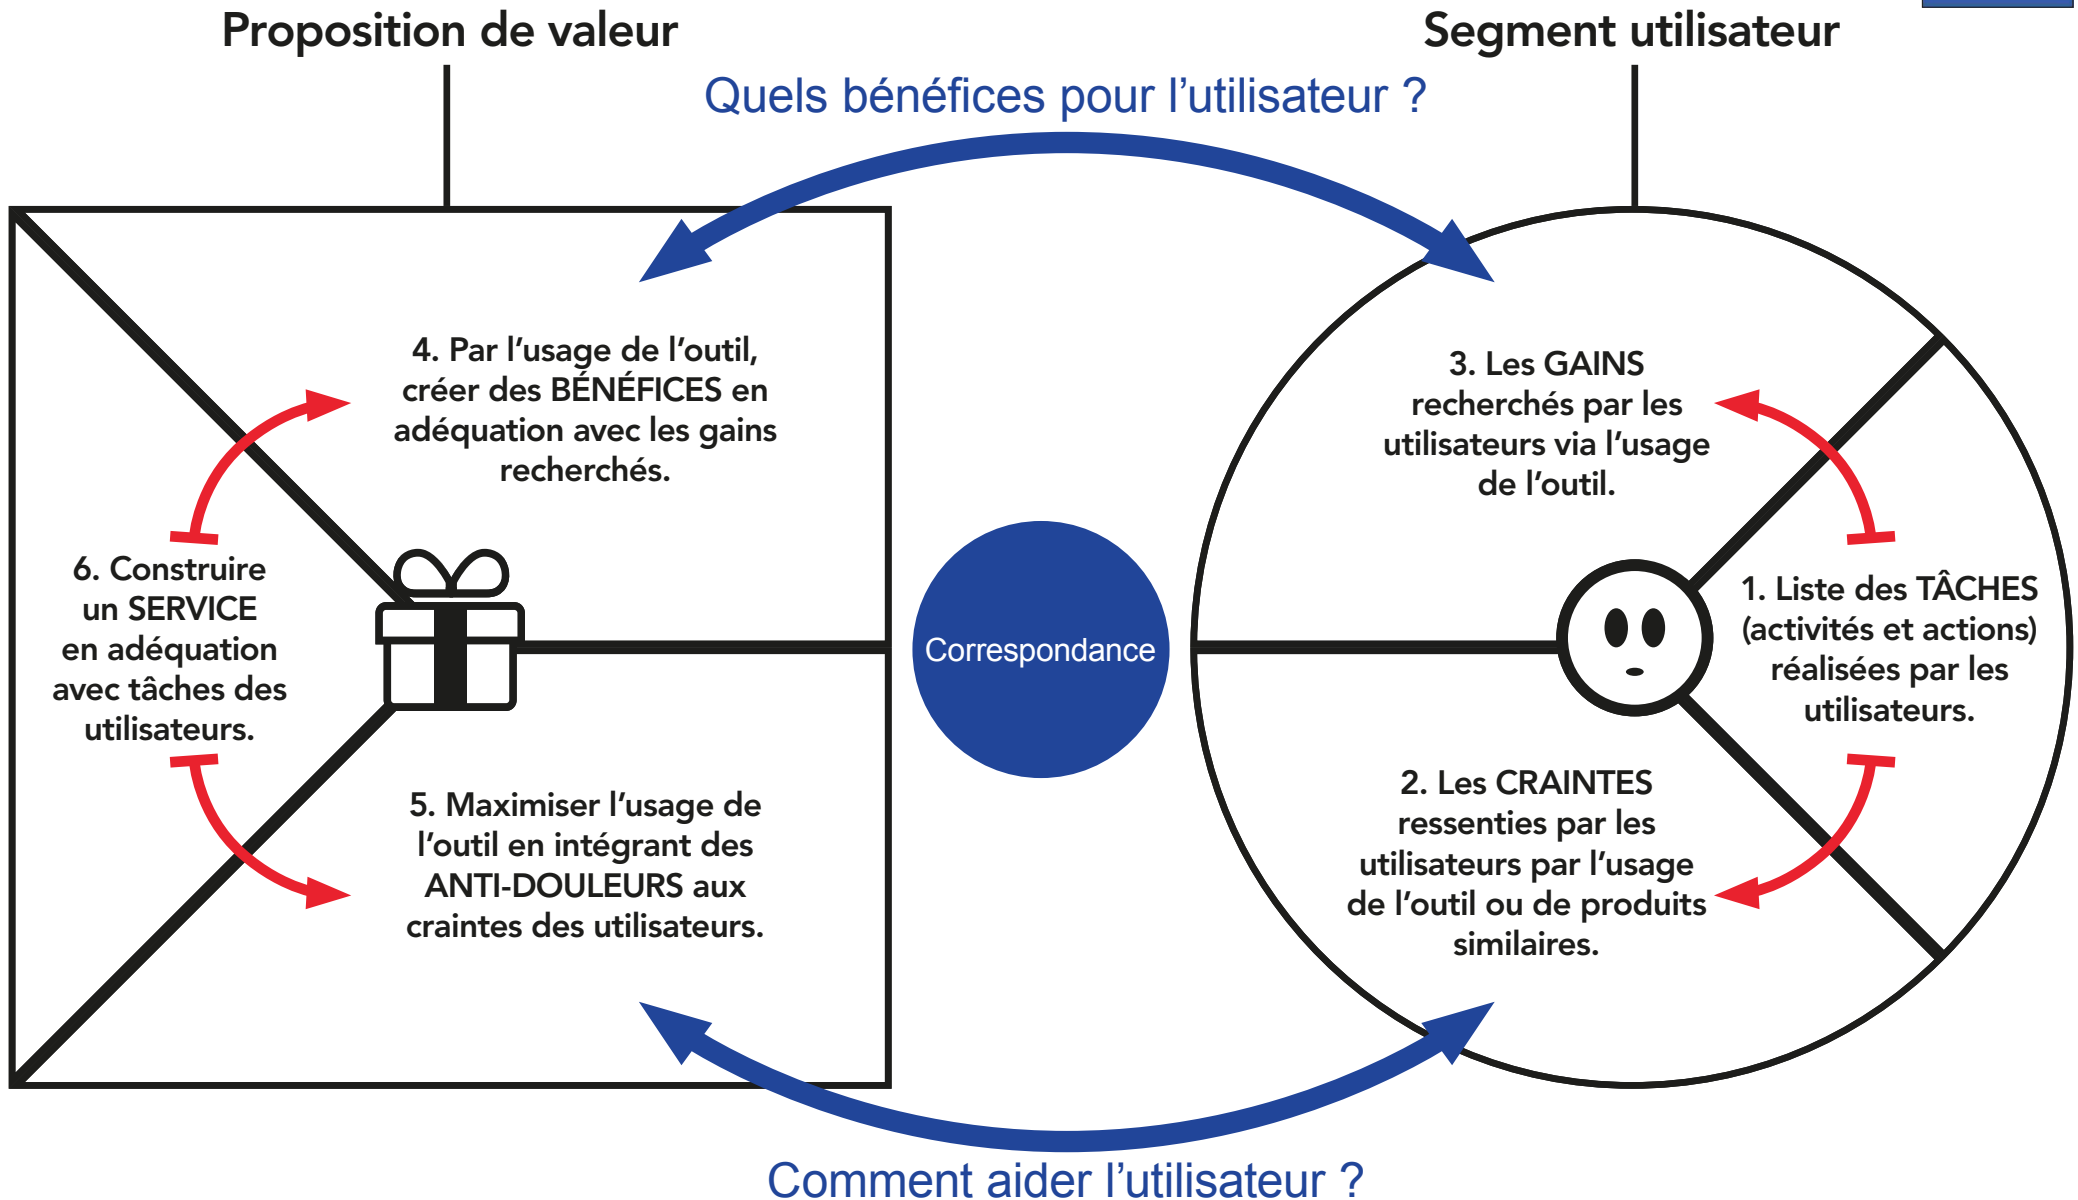 Proposition de valeur
Segment utilisateur
Quels bénéfices pour l'utilisateur ?
4. Par l'usage de l'outil,
créer des BÉNÉFICES en
adéquation avec les gains
recherchés.
3. Les GAINS
recherchés par les
utilisateurs via l'usage
de l'outil.
6. Construire
un SERVICE
en adéquation
avec tâches des
utilisateurs.
Correspondance
1. Liste des TÂCHES
(activités et actions)
réalisées par les
utilisateurs.
5. Maximiser l'usage de
l'outil en intégrant des
ANTI-DOULEURS aux
craintes des utilisateurs.
2. Les CRAINTES
ressenties par les
utilisateurs par l'usage
de l'outil ou de produits
similaires.
Comment aider l'utilisateur ?